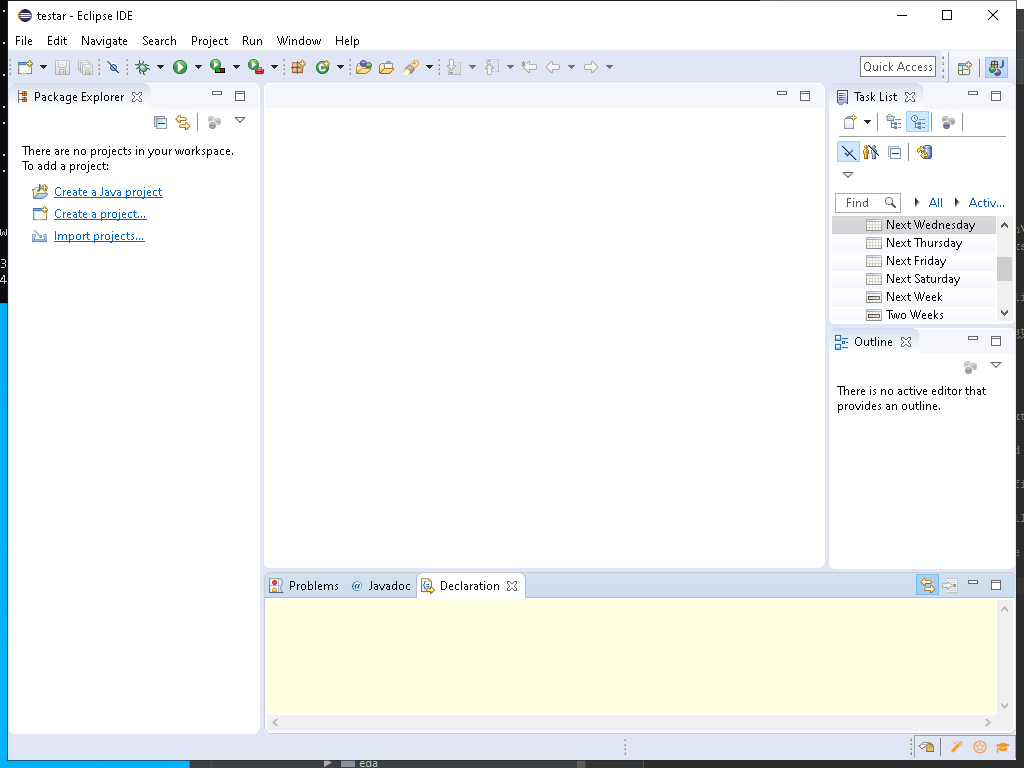 testar - Eclipse IDE
File Edit Navigate Search Project Run Window Help
Quick Access
Package Explorer
There are no projects in your workspace.
To add a project:
Create a Java project
Create a project...
Import projects...
Task List
Find All Activ...
Next Wednesday
Next Thursday
Next Friday
Next Saturday
Next Week
Two Weeks
Outline
There is no active editor that
provides an outline.
Problems @ Javadoc Declaration
eda